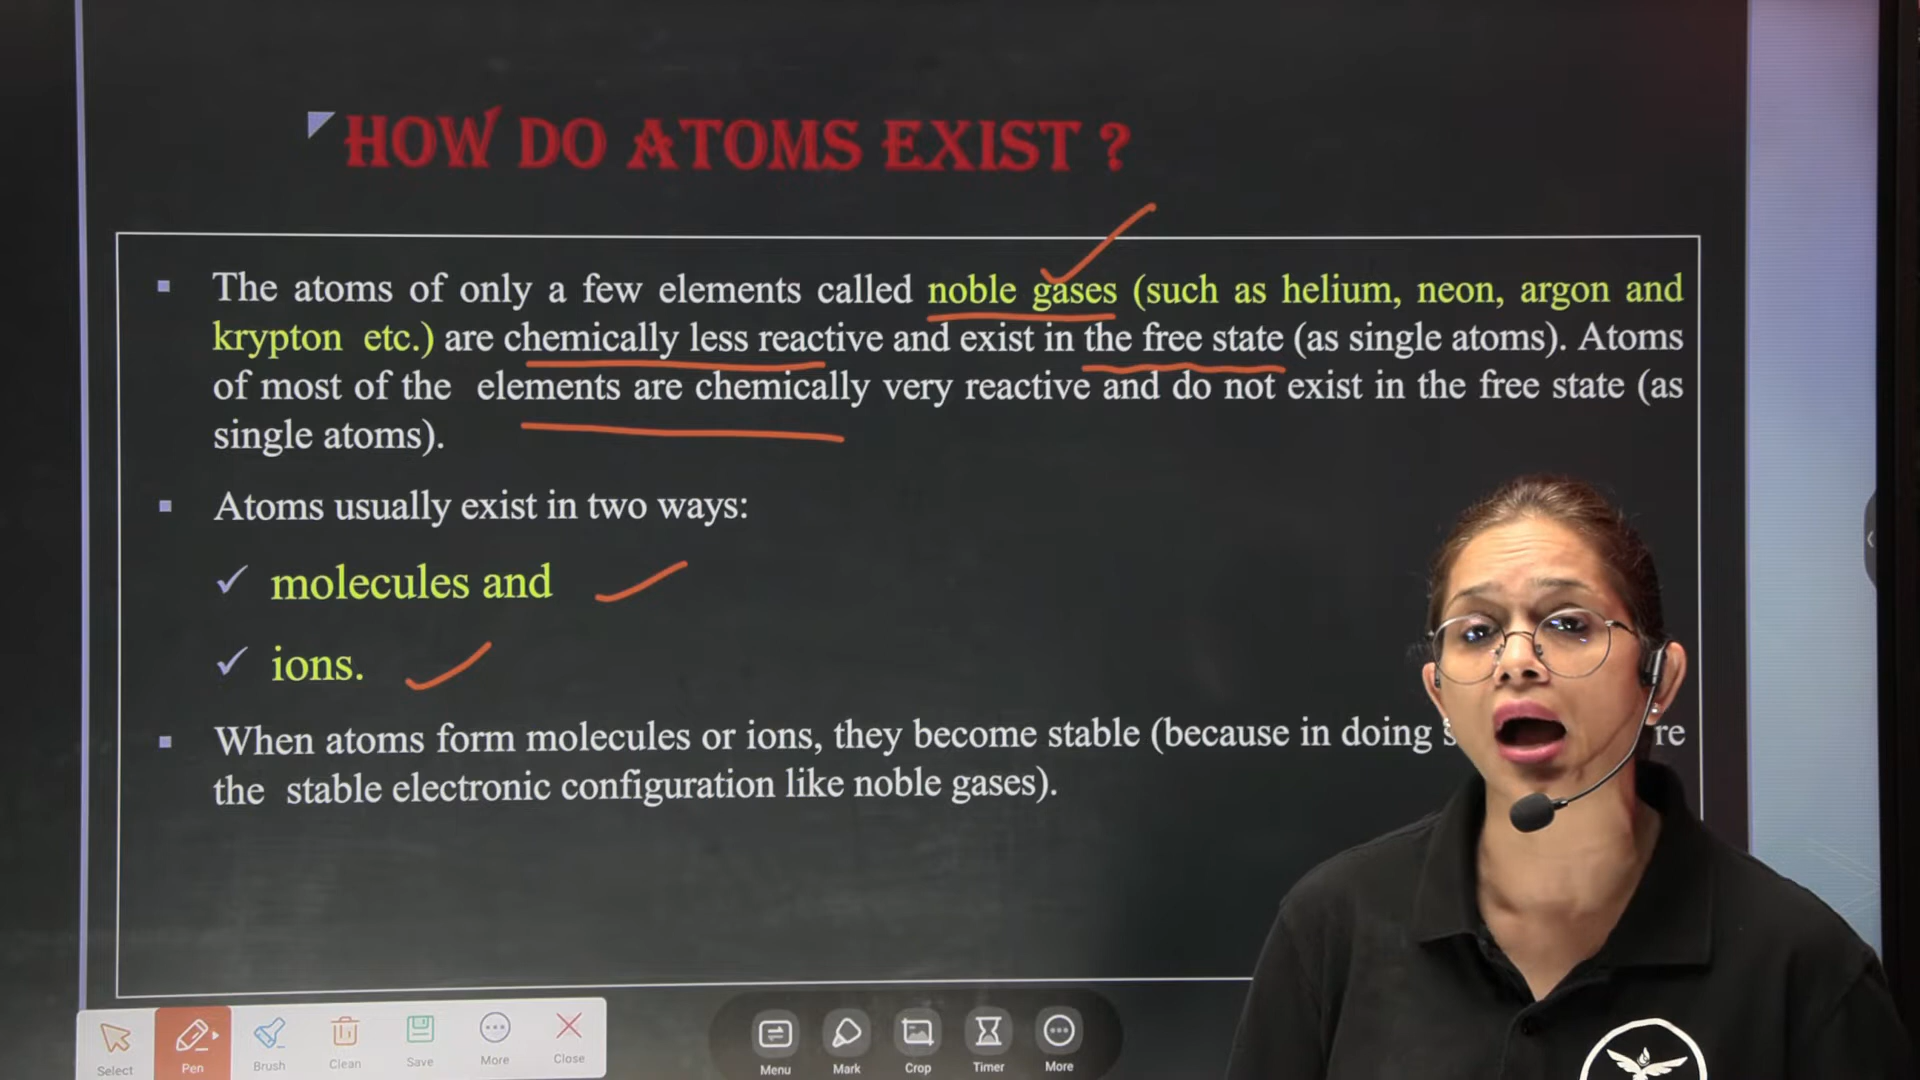 HOW DO ATOMS EXIST ?
The atoms of only a few elements called noble gases (such as helium, neon, argon and
krypton etc.) are chemically less reactive and exist in the free state (as single atoms). Atoms
of most of the elements are chemically very reactive and do not exist in the free state (as
single atoms).
Atoms usually exist in two ways:
molecules and
ions.
When atoms form molecules or ions, they become stable (because in doing
the stable electronic configuration like noble gases).
Select Pen Brush Clean Save More Close
Menu Mark Crop Timer More